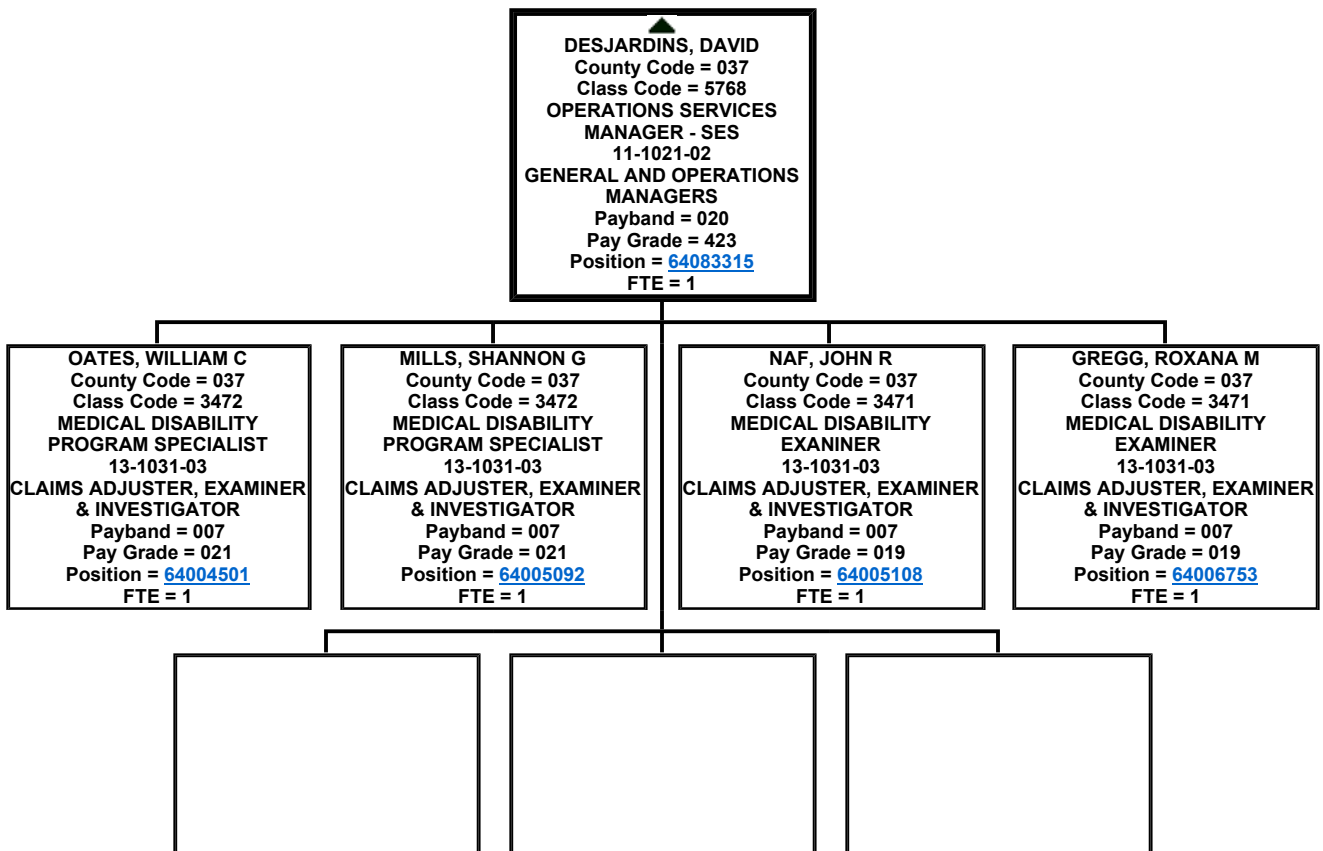 DESJARDINS, DAVID
County Code = 037
Class Code = 5768
OPERATIONS SERVICES
MANAGER - SES
11-1021-02
GENERAL AND OPERATIONS
MANAGERS
Payband = 020
Pay Grade = 423
Position = 64083315
FTE = 1
OATES, WILLIAM C
County Code = 037
Class Code = 3472
MEDICAL DISABILITY
PROGRAM SPECIALIST
13-1031-03
CLAIMS ADJUSTER, EXAMINER
& INVESTIGATOR
Payband = 007
Pay Grade = 021
Position = 64004501
FTE = 1
MILLS, SHANNON G
County Code = 037
Class Code = 3472
MEDICAL DISABILITY
PROGRAM SPECIALIST
13-1031-03
CLAIMS ADJUSTER, EXAMINER
& INVESTIGATOR
Payband = 007
Pay Grade = 021
Position = 64005092
FTE = 1
NAF, JOHN R
County Code = 037
Class Code = 3471
MEDICAL DISABILITY
EXANINER
13-1031-03
CLAIMS ADJUSTER, EXAMINER
& INVESTIGATOR
Payband = 007
Pay Grade = 019
Position = 64005108
FTE = 1
GREGG, ROXANA M
County Code = 037
Class Code = 3471
MEDICAL DISABILITY
EXAMINER
13-1031-03
CLAIMS ADJUSTER, EXAMINER
& INVESTIGATOR
Payband = 007
Pay Grade = 019
Position = 64006753
FTE = 1